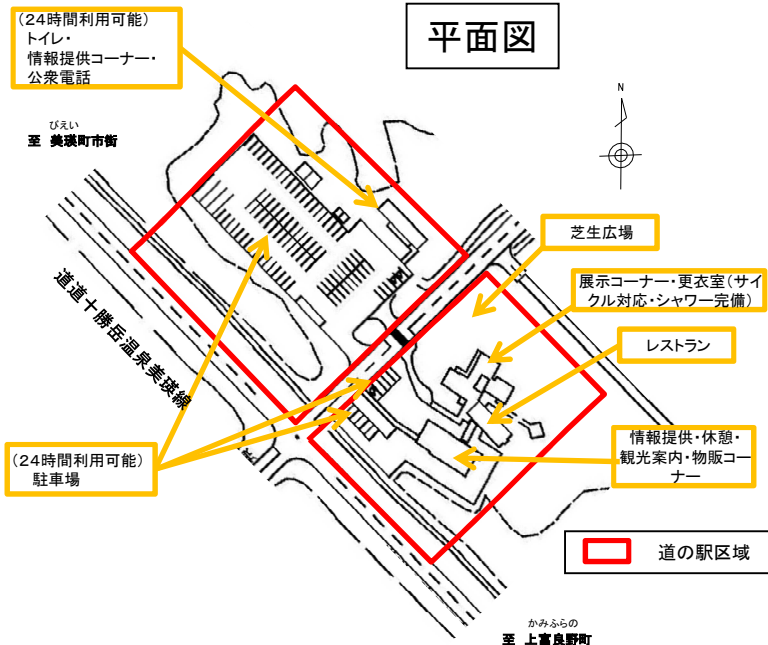 平面図
(24時間利用可能)
トイレ・
情報提供コーナー・
公衆電話
びえい
至 美瑛町市街
N
芝生広場
展示コーナー・更衣室(サイ
クル対応・シャワー完備)
レストラン
道道十勝岳温泉美瑛線
(24時間利用可能)
駐車場
情報提供・休憩・
観光案内・物販コー
ナー
道の駅区域
かみふらの
至 上富良野町